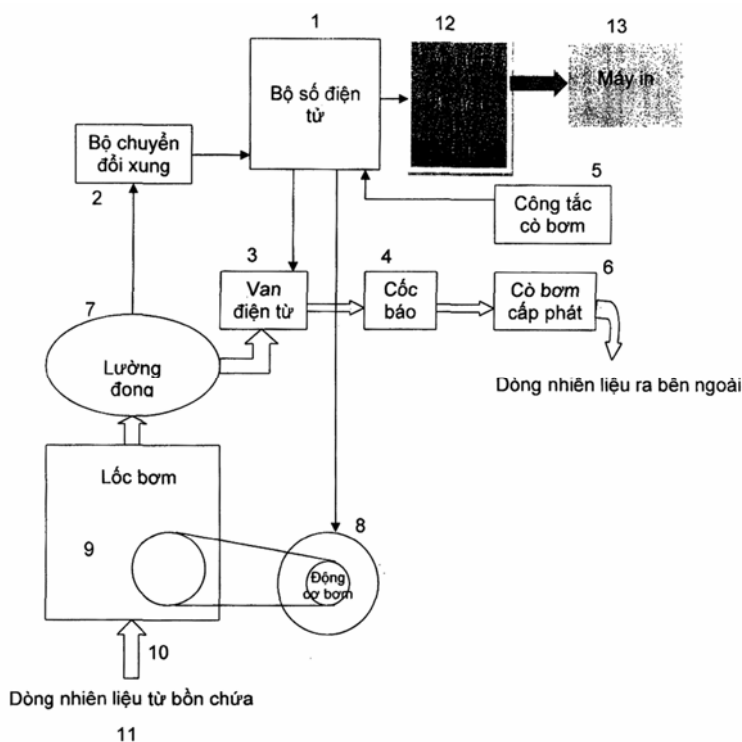 1
12
13
Bộ số điện
tử
Máy in
Bộ chuyển
đổi xung
2
5
Công tắc
cò bơm
3
4
6
Van
điện từ
Cốc
báo
Cò bơm
cấp phát
7
Lường
đong
Dòng nhiên liệu ra bên ngoài
Lốc bơm
8
9
Động
cơ bơm
10
Dòng nhiên liệu từ bồn chứa
11